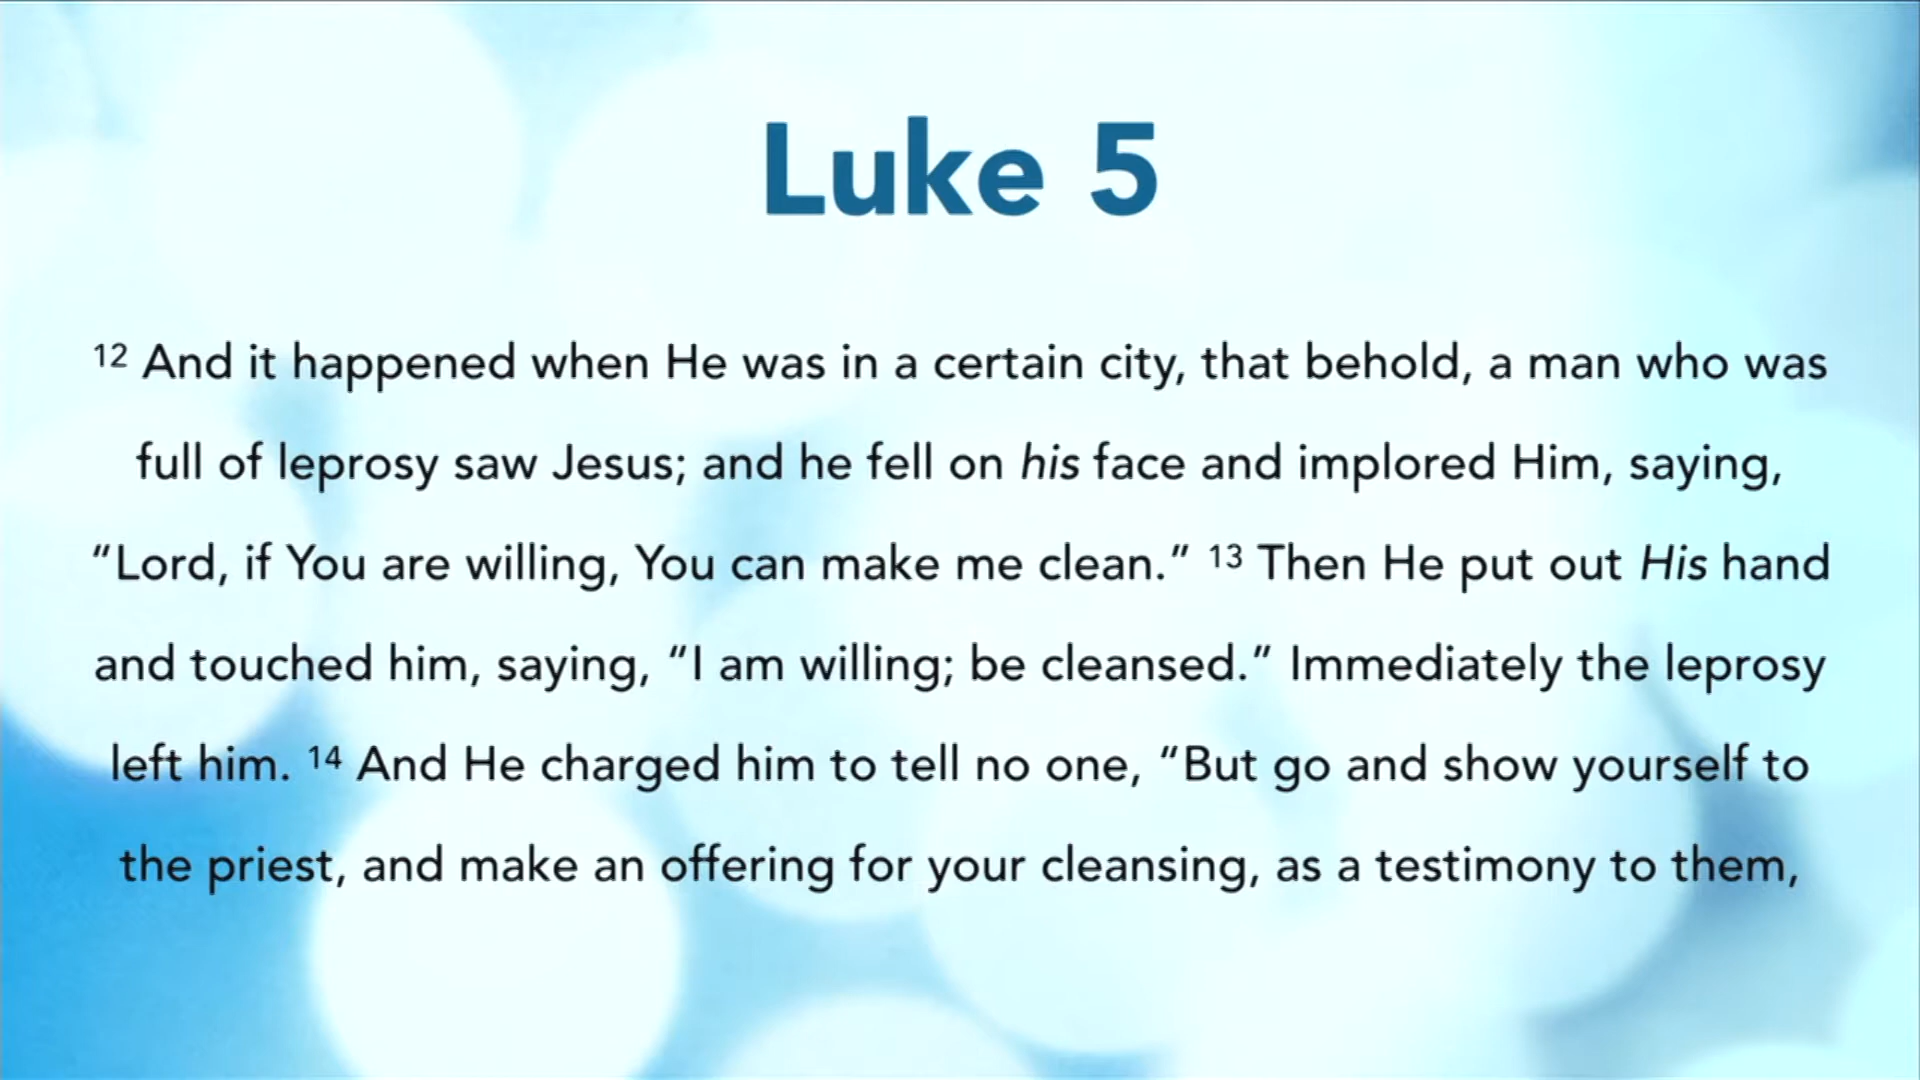 Luke 5
12 And it happened when He was in a certain city, that behold, a man who was
full of leprosy saw Jesus; and he fell on his face and implored Him, saying,
“Lord, if You are willing, You can make me clean.” 13 Then He put out His hand
and touched him, saying, “I am willing; be cleansed.” Immediately the leprosy
left him. 14 And He charged him to tell no one, “But go and show yourself to
the priest, and make an offering for your cleansing, as a testimony to them,